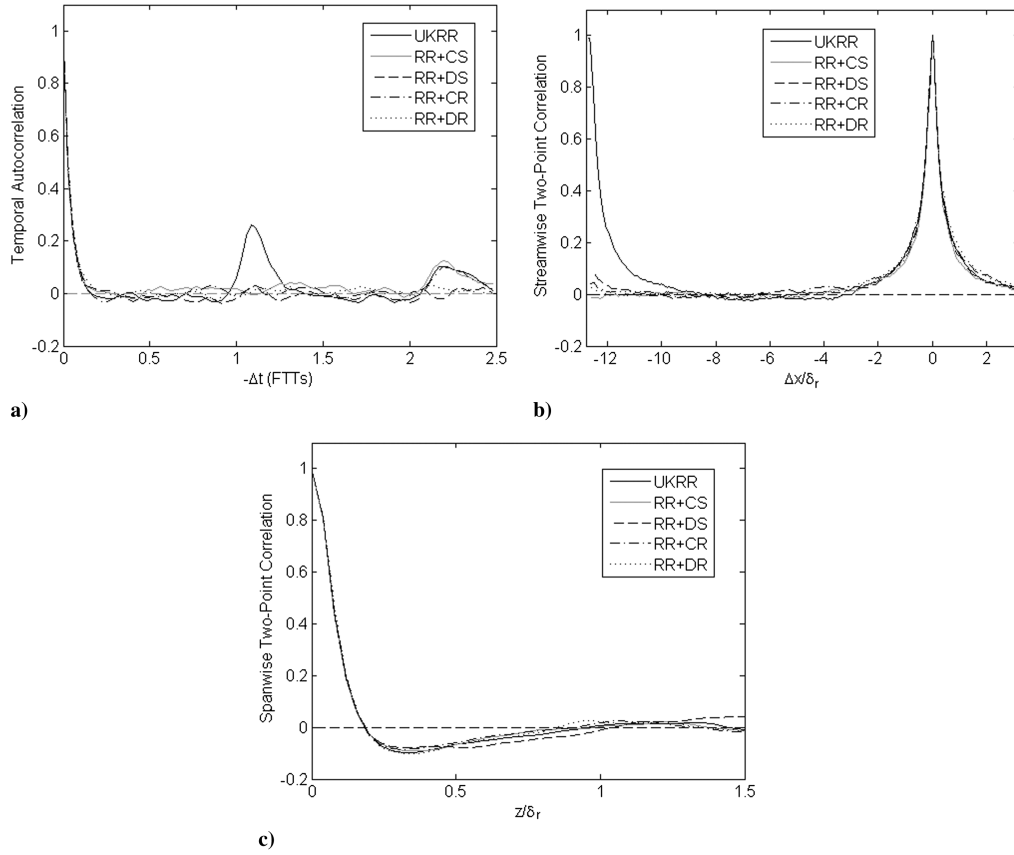 Temporal Autocorrelation
1
0.8
0.6
0.4
0.2
0
-0.2
0
0.5
1
1.5
2
2.5
-Δt (FTTs)
UKRR
RR+CS
RR+DS
RR+CR
RR+DR
a)
Streamwise Two-Point Correlation
1
0.8
0.6
0.4
0.2
0
-0.2
-12
-10
-8
-6
-4
-2
0
2
Δx/δr
UKRR
RR+CS
RR+DS
RR+CR
RR+DR
b)
Spanwise Two-Point Correlation
1
0.8
0.6
0.4
0.2
0
-0.2
0
0.5
1
1.5
z/δr
UKRR
RR+CS
RR+DS
RR+CR
RR+DR
c)